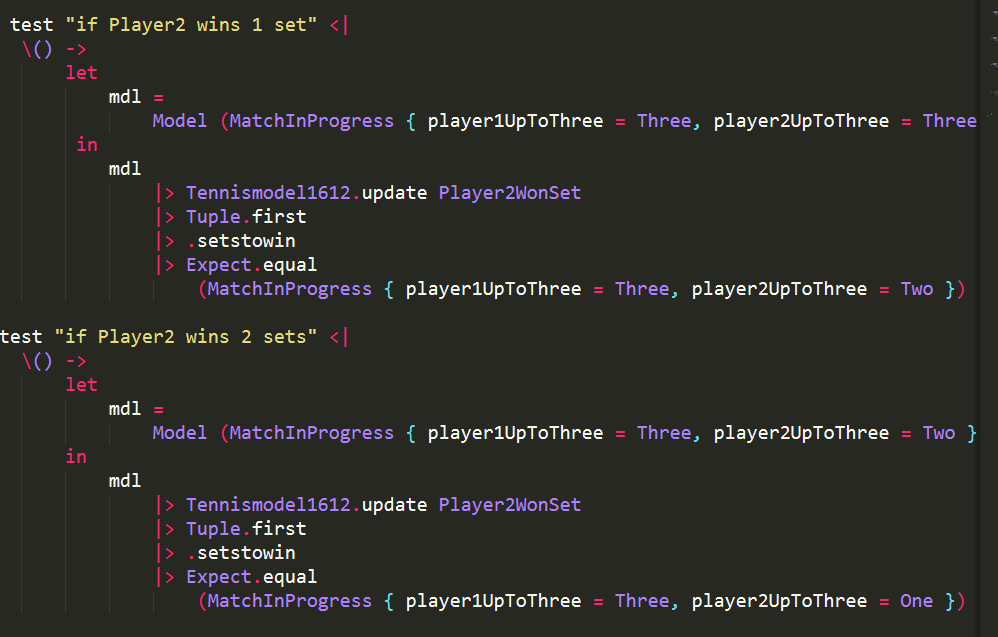 test "if Player2 wins 1 set" <|
\() ->
let
mdl =
Model (MatchInProgress { player1UpToThree = Three, player2UpToThree = Three
in
mdl
|> Tennismodel1612.update Player2WonSet
|> Tuple.first
|> .setstowin
|> Expect.equal
(MatchInProgress { player1UpToThree = Three, player2UpToThree = Two })
test "if Player2 wins 2 sets" <|
\() ->
let
mdl =
Model (MatchInProgress { player1UpToThree = Three, player2UpToThree = Two }
in
mdl
|> Tennismodel1612.update Player2WonSet
|> Tuple.first
|> .setstowin
|> Expect.equal
(MatchInProgress { player1UpToThree = Three, player2UpToThree = One })